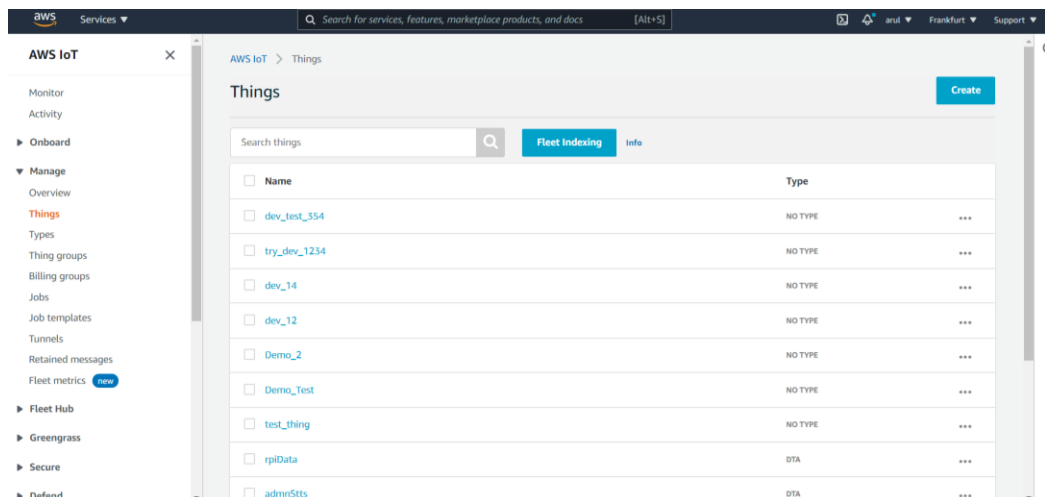 aws Services ▼ Search for services, features, marketplace products, and docs [Alt+S] arul ▼ Frankfurt ▼ Support ▼
AWS IoT
Monitor
Activity
Onboard
Manage
Overview
Things
Types
Thing groups
Billing groups
Jobs
Job templates
Tunnels
Retained messages
Fleet metrics new
Fleet Hub
Greengrass
Secure
Defend
AWS IoT > Things
Things Create
Search things Fleet Indexing Info
Name Type
dev_test_354 NO TYPE
try_dev_1234 NO TYPE
dev_14 NO TYPE
dev_12 NO TYPE
Demo_2 NO TYPE
Demo_Test NO TYPE
test_thing NO TYPE
rpiData DTA
admnStts DTA